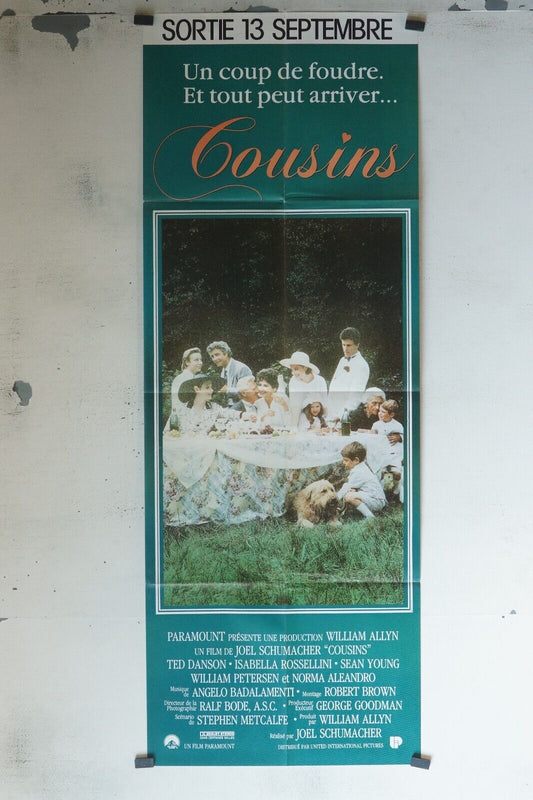 SORTIE 13 SEPTEMBRE
Un coup de foudre.
Et tout peut arriver...
Cousins
PARAMOUNT PRÉSENTE UNE PRODUCTION WILLIAM ALLYN
UN FILM DE JOEL SCHUMACHER "COUSINS"
TED DANSON • ISABELLA ROSSELLINI • SEAN YOUNG
WILLIAM PETERSEN et NORMA ALEANDRO
Musique de ANGELO BADALAMENTI • Montage ROBERT BROWN
Directeur de la Photographie RALF BODE, A.S.C. • Producteur Exécutif GEORGE GOODMAN
Scénario de STEPHEN METCALFE • Produit par WILLIAM ALLYN
Réalisé par JOEL SCHUMACHER
UN FILM PARAMOUNT
DISTRIBUÉ PAR UNITED INTERNATIONAL PICTURES